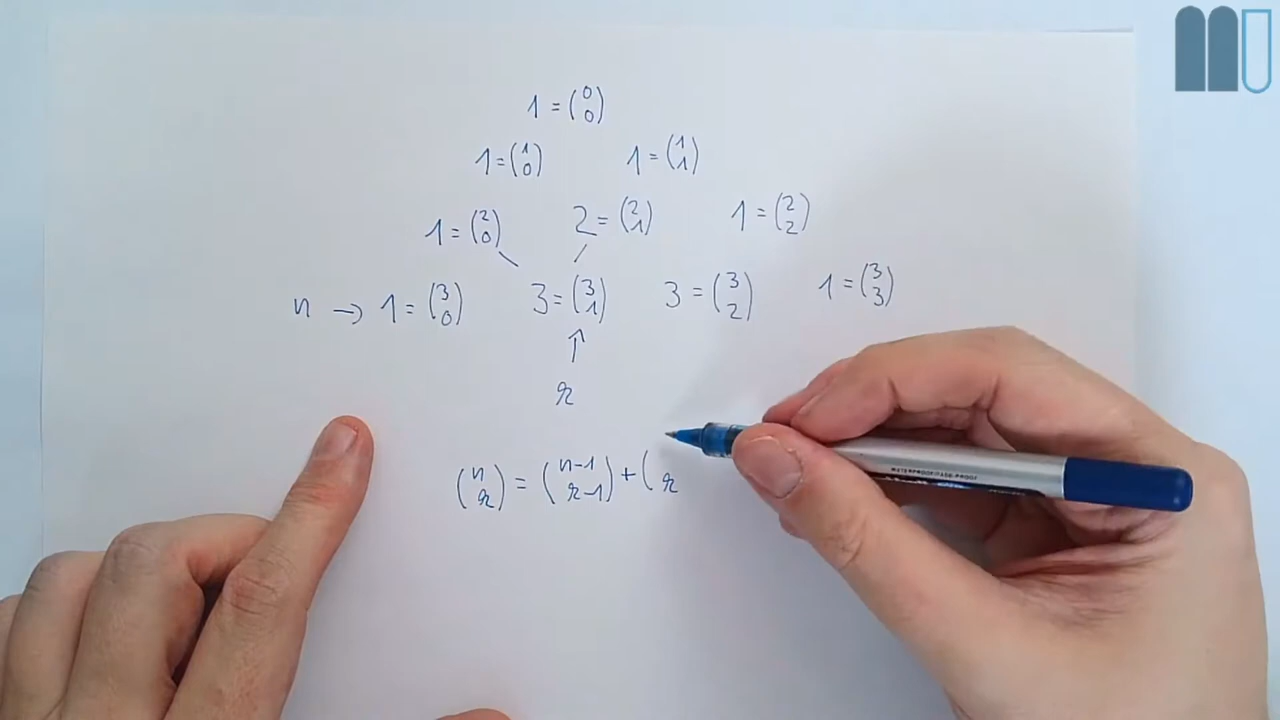 1 = (0 0)
1 = (1 0) 1 = (1 1)
1 = (2 0) 2 = (2 1) 1 = (2 2)
n → 1 = (3 0) 3 = (3 1) 3 = (3 2) 1 = (3 3)
↑
r
(n r) = (n-1 r-1) + ( r